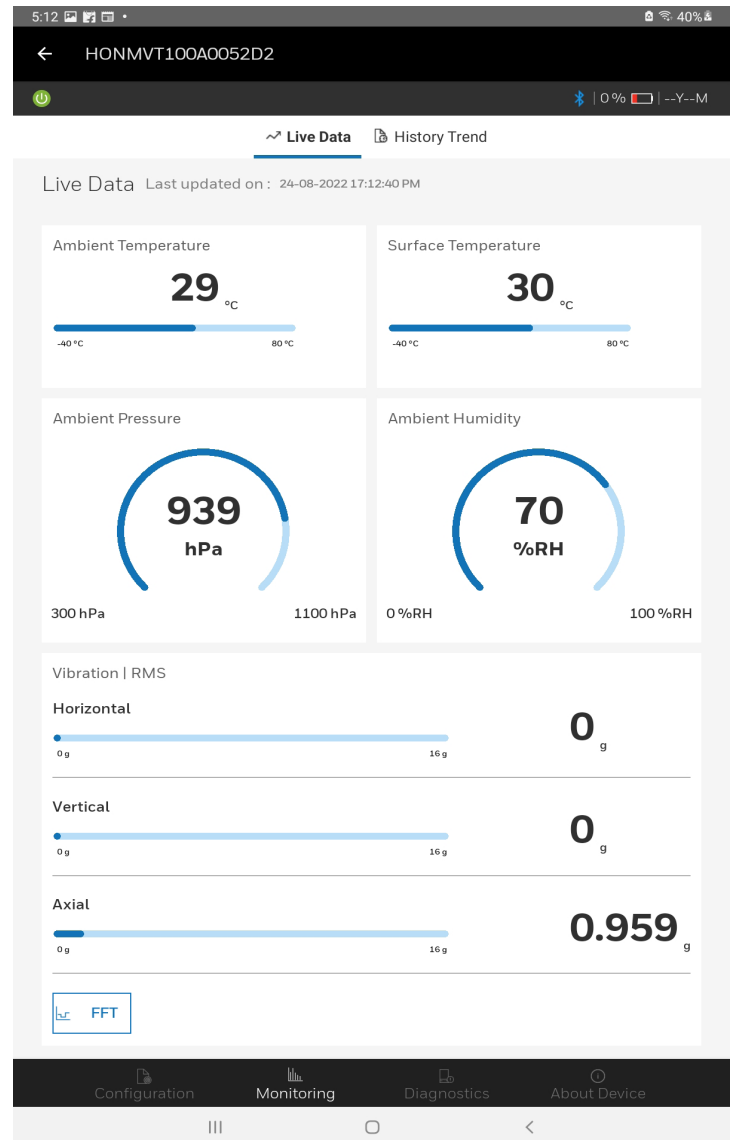 5:12 40%
HONMVT100A0052D2
| 0 % | --Y--M
Live Data History Trend
Live Data Last updated on : 24-08-2022 17:12:40 PM
Ambient Temperature Surface Temperature
29 °C 30 °C
-40 °C 80 °C -40 °C 80 °C
Ambient Pressure Ambient Humidity
939 70
hPa %RH
300 hPa 1100 hPa 0 %RH 100 %RH
Vibration | RMS
Horizontal
0 g
0 g 16 g
Vertical
0 g
0 g 16 g
Axial
0.959 g
0 g 16 g
FFT
Configuration Monitoring Diagnostics About Device